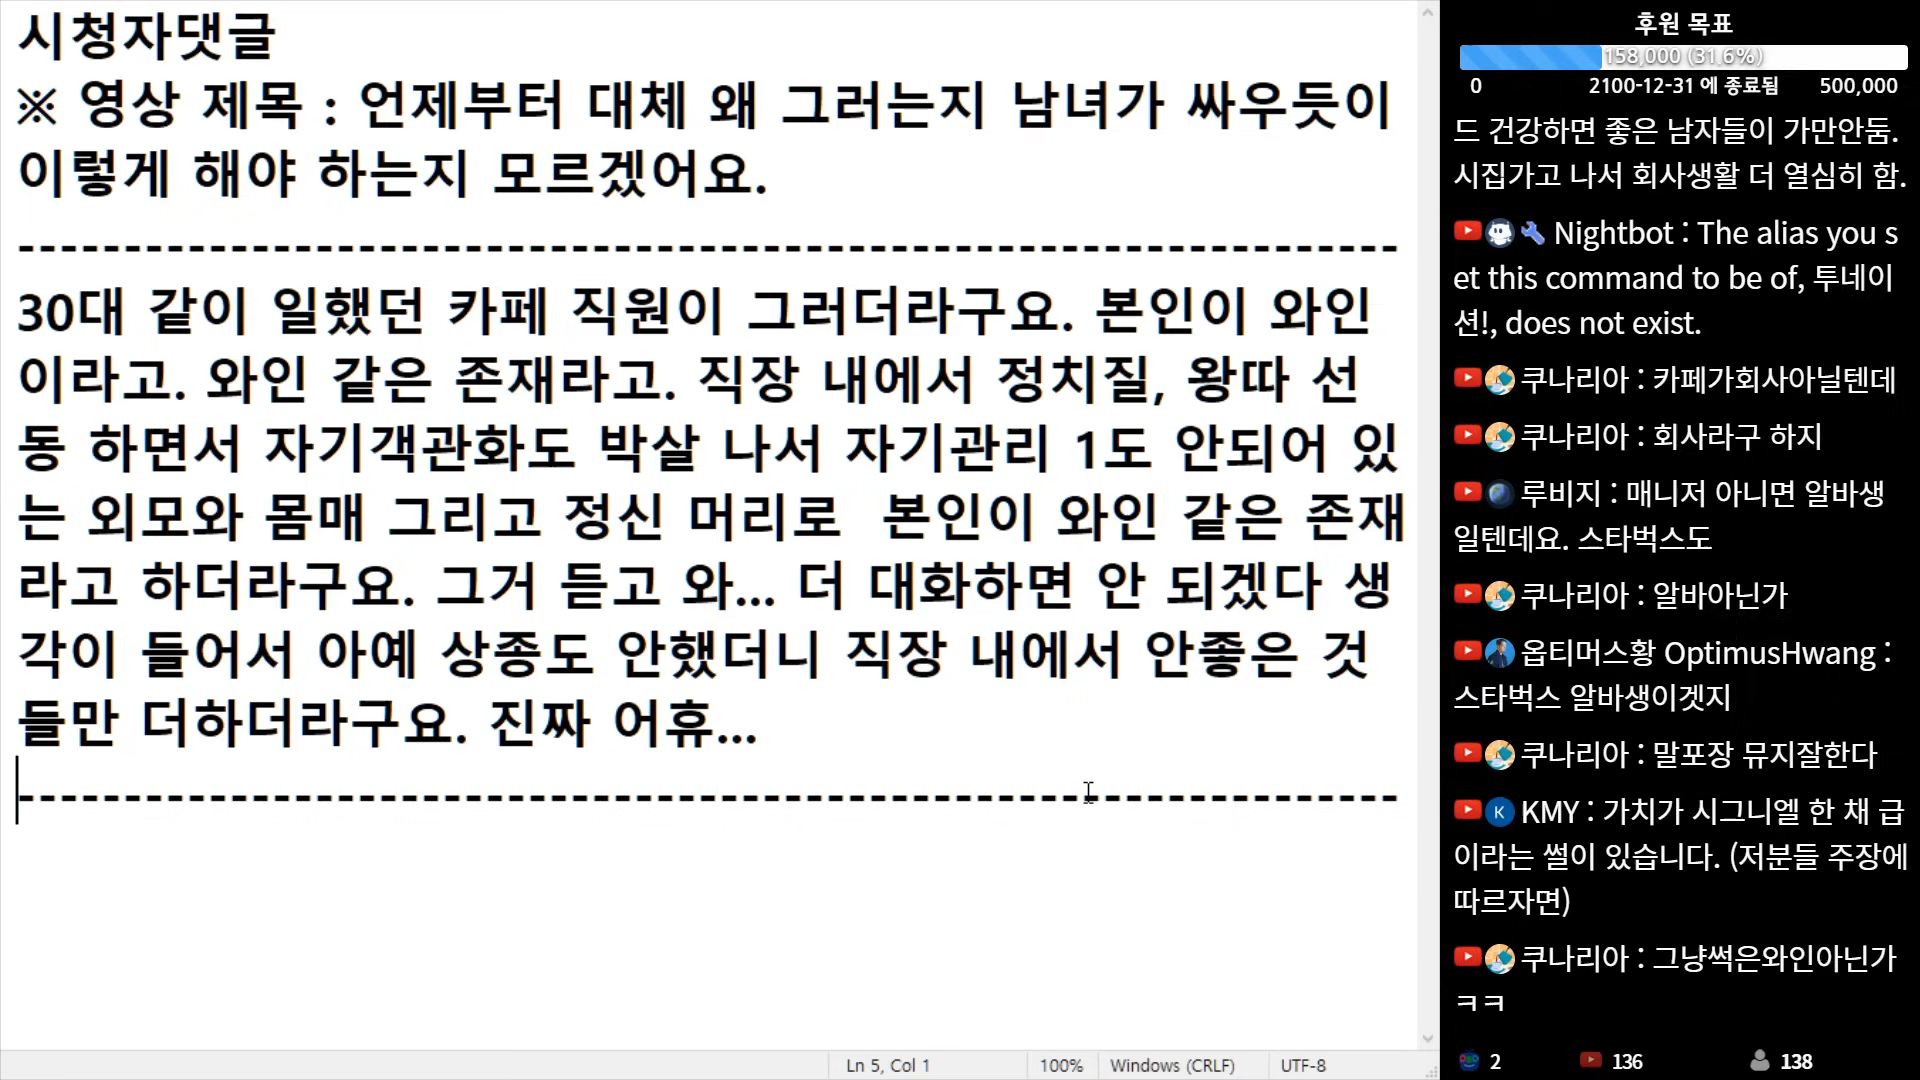 시청자댓글
※ 영상 제목 : 언제부터 대체 왜 그러는지 남녀가 싸우듯이
이렇게 해야 하는지 모르겠어요.
-----------------------------------------------------------------
30대 같이 일했던 카페 직원이 그러더라구요. 본인이 와인
이라고. 와인 같은 존재라고. 직장 내에서 정치질, 왕따 선
동 하면서 자기객관화도 박살 나서 자기관리 1도 안되어 있
는 외모와 몸매 그리고 정신 머리로  본인이 와인 같은 존재
라고 하더라구요. 그거 듣고 와... 더 대화하면 안 되겠다 생
각이 들어서 아예 상종도 안했더니 직장 내에서 안좋은 것
들만 더하더라구요. 진짜 어휴...
-----------------------------------------------------------------
Ln 5, Col 1
100%
Windows (CRLF)
UTF-8
후원 목표
158,000 (31.6%)
0 2100-12-31 에 종료됨 500,000
드 건강하면 좋은 남자들이 가만안둠.
시집가고 나서 회사생활 더 열심히 함.
Nightbot : The alias you s
et this command to be of, 투네이
션!, does not exist.
쿠나리아 : 카페가회사아닐텐데
쿠나리아 : 회사라구 하지
루비지 : 매니저 아니면 알바생
일텐데요. 스타벅스도
쿠나리아 : 알바아닌가
옵티머스황 OptimusHwang :
스타벅스 알바생이겟지
쿠나리아 : 말포장 뮤지잘한다
K KMY : 가치가 시그니엘 한 채 급
이라는 썰이 있습니다. (저분들 주장에
따르자면)
쿠나리아 : 그냥썩은와인아닌가
ㅋㅋ
2 136 138